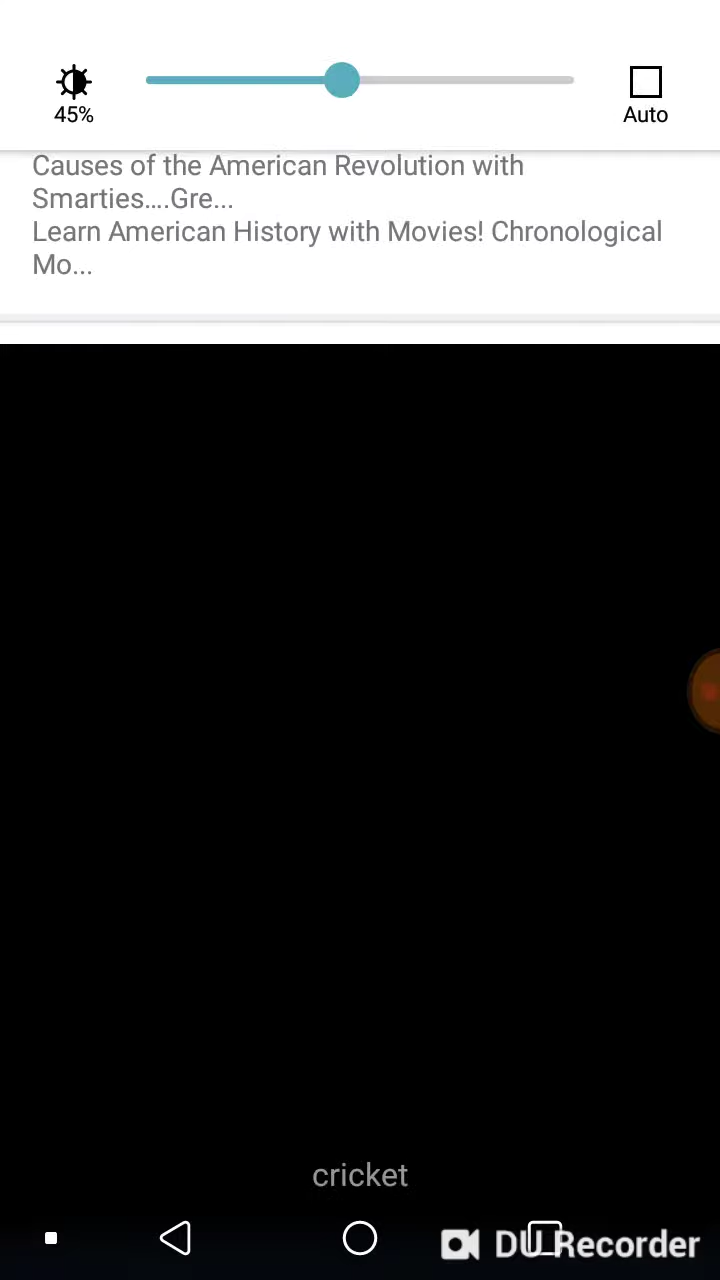 45%
Auto
Causes of the American Revolution with
Smarties....Gre...
Learn American History with Movies! Chronological
Mo...
cricket
DU Recorder